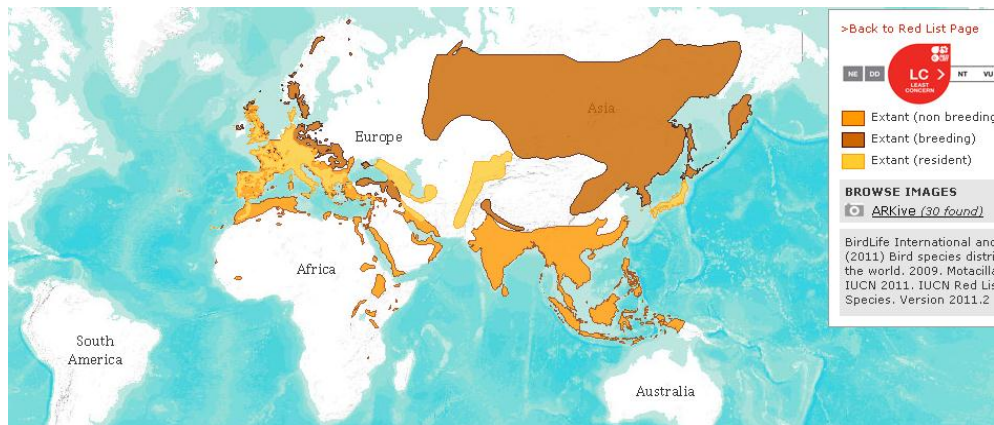 >Back to Red List Page
NE DD LC > NT VU
LEAST
CONCERN
Extant (non breeding
Extant (breeding)
Extant (resident)
BROWSE IMAGES
ARKive (30 found)
BirdLife International and
(2011) Bird species distri
the world. 2009. Motacilla
IUCN 2011. IUCN Red Lis
Species. Version 2011.2
Europe
Asia
Africa
South
America
Australia